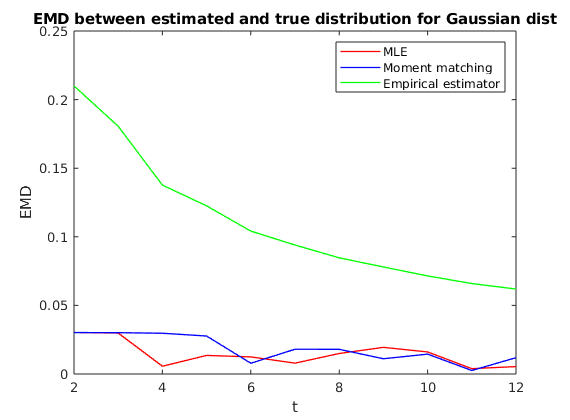 EMD between estimated and true distribution for Gaussian dist
0.25
0.2
0.15
0.1
0.05
0
EMD
MLE
Moment matching
Empirical estimator
2 4 6 8 10 12
t